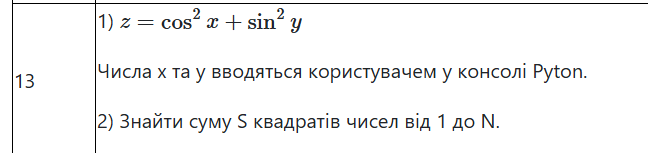 1) z = cos² x + sin² y
Числа x та y вводяться користувачем у консолі Pyton.
13
2) Знайти суму S квадратів чисел від 1 до N.